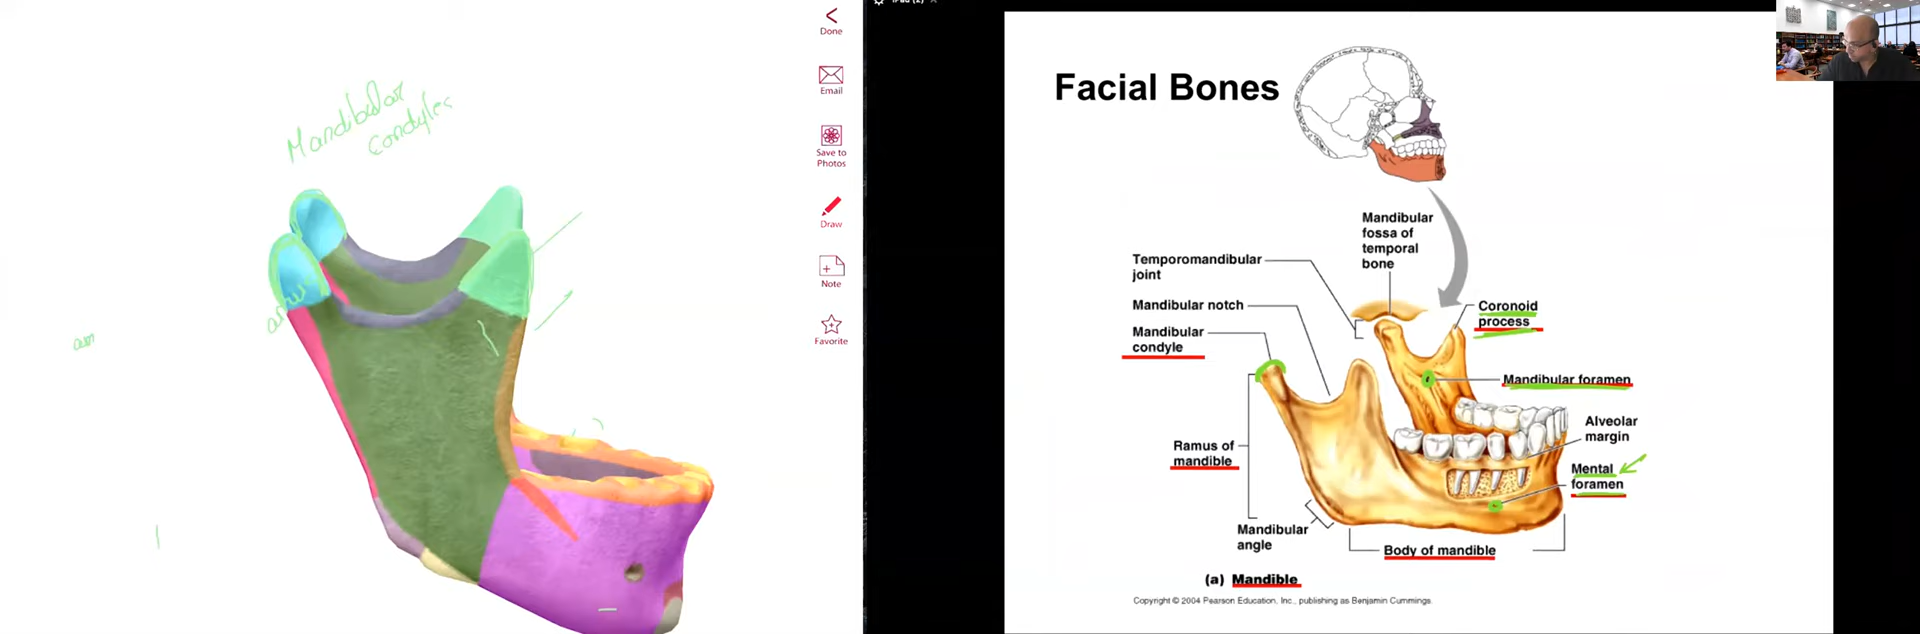 Mandibular
condyles
Done
Email
Save to
Photos
Draw
Note
Favorite
iPad (2)
Facial Bones
Mandibular
fossa of
temporal
bone
Temporomandibular
joint
Mandibular notch
Mandibular
condyle
Coronoid
process
Mandibular foramen
Alveolar
margin
Ramus of
mandible
Mental
foramen
Mandibular
angle
Body of mandible
(a) Mandible
Copyright © 2004 Pearson Education, Inc., publishing as Benjamin Cummings.